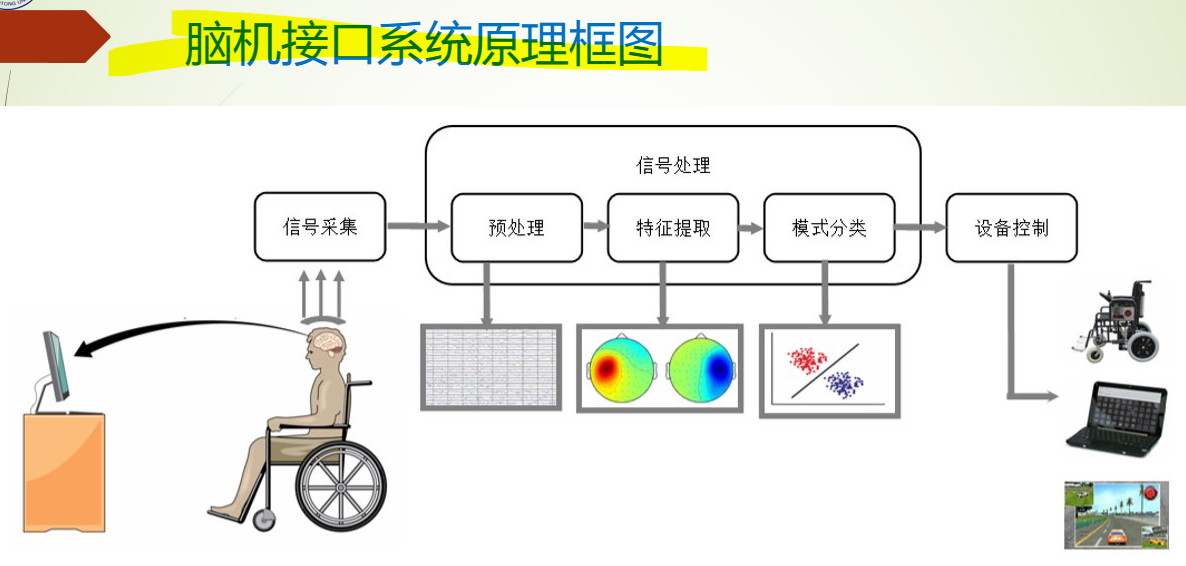 脑机接口系统原理框图
信号处理
信号采集
预处理
特征提取
模式分类
设备控制